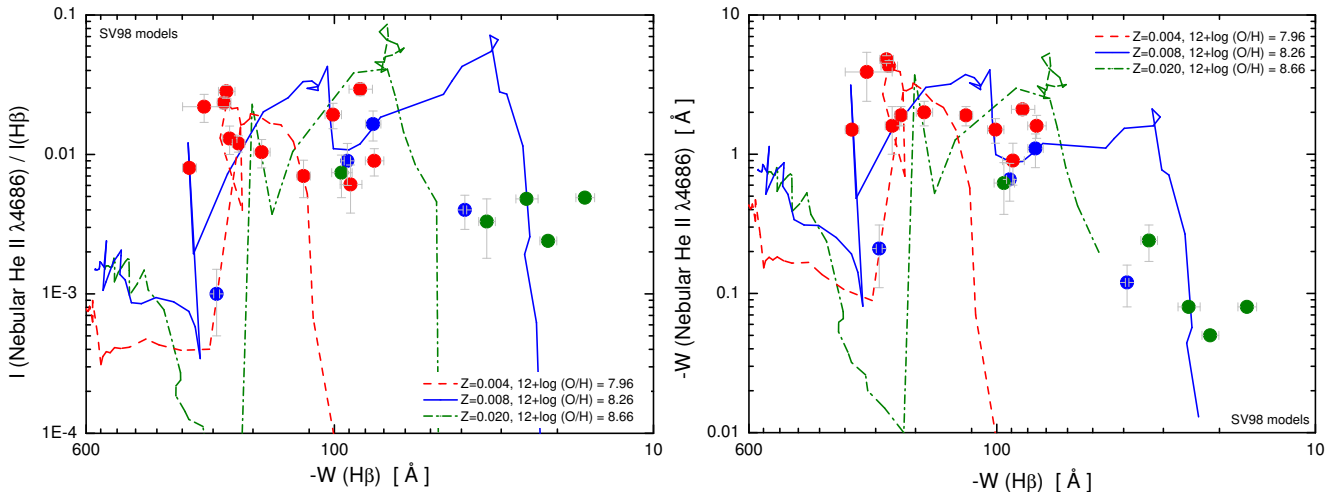 SV98 models
I (Nebular He II λ4686) / I(Hβ)
0.1
0.01
1E-3
1E-4
600
100
10
-W (Hβ) [ Å ]
Z=0.004, 12+log (O/H) = 7.96
Z=0.008, 12+log (O/H) = 8.26
Z=0.020, 12+log (O/H) = 8.66
-W (Nebular He II λ4686) [ Å ]
10
1
0.1
0.01
600
100
10
-W (Hβ) [ Å ]
Z=0.004, 12+log (O/H) = 7.96
Z=0.008, 12+log (O/H) = 8.26
Z=0.020, 12+log (O/H) = 8.66
SV98 models